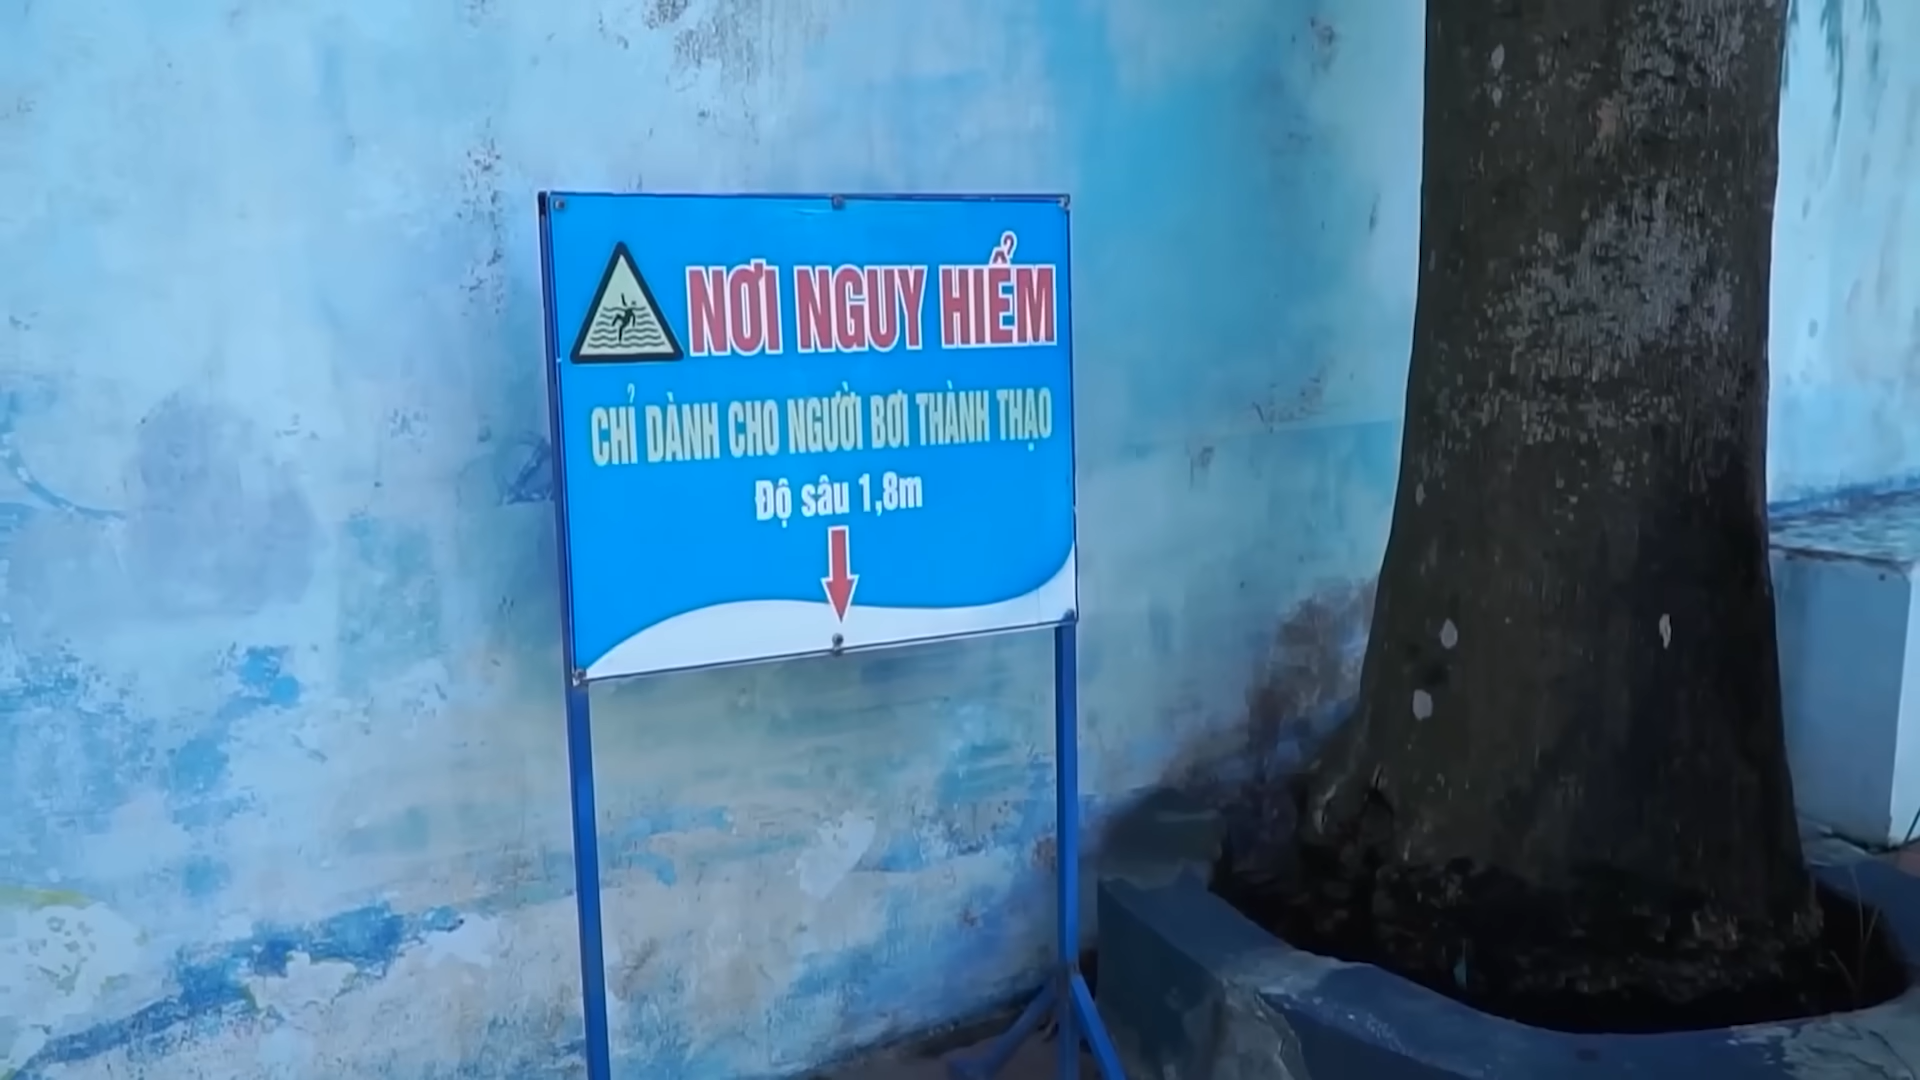 NƠI NGUY HIỂM
CHỈ DÀNH CHO NGƯỜI BƠI THÀNH THẠO
Độ sâu 1,8m